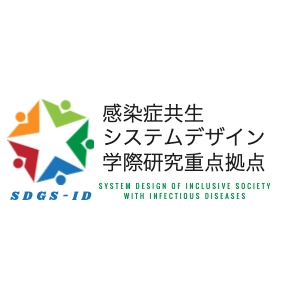 感染症共生
システムデザイン
学際研究重点拠点
SYSTEM DESIGN OF INCLUSIVE SOCIETY
WITH INFECTIOUS DISEASES
SDGS-ID